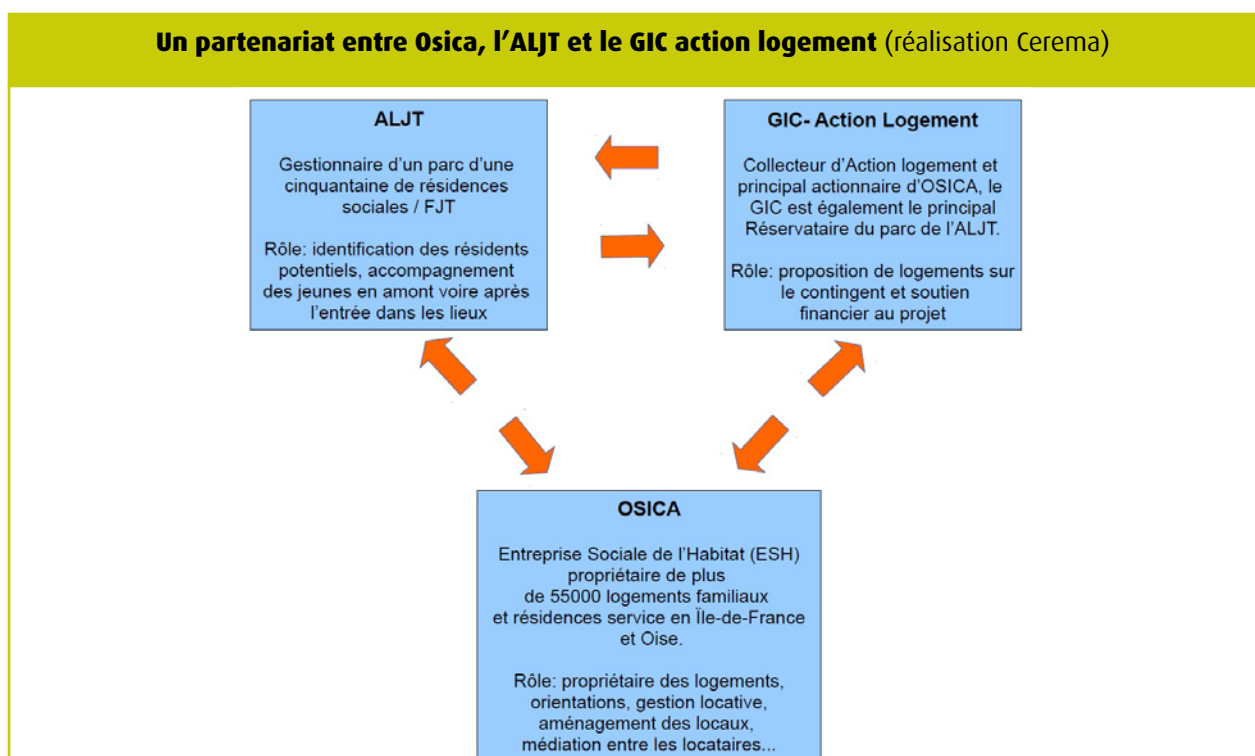 Un partenariat entre Osica, l’ALJT et le GIC action logement (réalisation Cerema)
ALJT
Gestionnaire d’un parc d’une
cinquantaine de résidences
sociales / FJT
Rôle: identification des résidents
potentiels, accompagnement
des jeunes en amont voire après
l’entrée dans les lieux
GIC- Action Logement
Collecteur d’Action logement et
principal actionnaire d’OSICA, le
GIC est également le principal
Réservataire du parc de l’ALJT.
Rôle: proposition de logements sur
le contingent et soutien
financier au projet
OSICA
Entreprise Sociale de l’Habitat (ESH)
propriétaire de plus
de 55000 logements familiaux
et résidences service en Île-de-France
et Oise.
Rôle: propriétaire des logements,
orientations, gestion locative,
aménagement des locaux,
médiation entre les locataires...